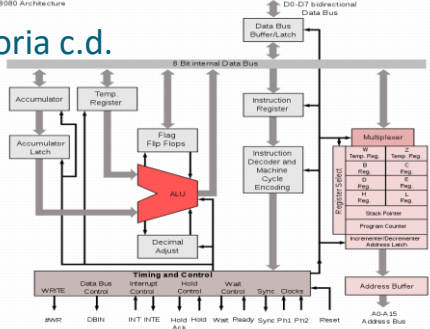 8080 Architecture
D0-D7 bidirectional
Data Bus
oria c.d.
Data Bus
Buffer/Latch
8 Bit internal Data Bus
Accumulator
Temp.
Register
Instruction
Register
Flag
Flip Flops
Accumulator
Latch
ALU
Instruction
Decoder and
Machine
Cycle
Encoding
Decimal
Adjust
Multiplexer
Register Select
W
Temp. Reg.
Z
Temp. Reg.
B
Reg.
C
Reg.
D
Reg.
E
Reg.
H
Reg.
L
Reg.
Stack Pointer
Program Counter
Incrementer/Decrementer
Address Latch
Address Buffer
A0-A15
Address Bus
Timing and Control
WRITE
Data Bus
Control
Interrupt
Control
Hold
Control
Wait
Control
Sync
Clocks
#WR
DBIN
INT
INTE
Hold
Ack
Hold
Wait
Ready
Sync
Ph1
Ph2
Reset